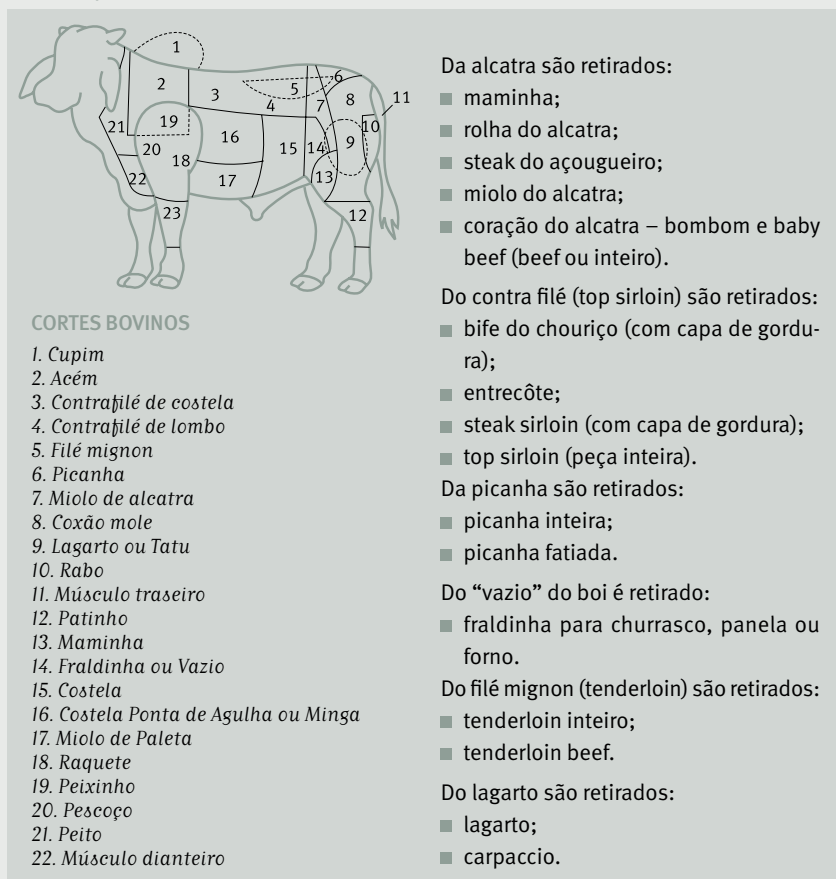 1
2
3
4
5
6
7
8
9
10
11
12
13
14
15
16
17
18
19
20
21
22
23
CORTES BOVINOS
1. Cupim
2. Acém
3. Contrafilé de costela
4. Contrafilé de lombo
5. Filé mignon
6. Picanha
7. Miolo de alcatra
8. Coxão mole
9. Lagarto ou Tatu
10. Rabo
11. Músculo traseiro
12. Patinho
13. Maminha
14. Fraldinha ou Vazio
15. Costela
16. Costela Ponta de Agulha ou Minga
17. Miolo de Paleta
18. Raquete
19. Peixinho
20. Pescoço
21. Peito
22. Músculo dianteiro
Da alcatra são retirados:
maminha;
rolha do alcatra;
steak do açougueiro;
miolo do alcatra;
coração do alcatra – bombom e baby
beef (beef ou inteiro).
Do contra filé (top sirloin) são retirados:
bife do chouriço (com capa de gordu-
ra);
entrecôte;
steak sirloin (com capa de gordura);
top sirloin (peça inteira).
Da picanha são retirados:
picanha inteira;
picanha fatiada.
Do “vazio” do boi é retirado:
fraldinha para churrasco, panela ou
forno.
Do filé mignon (tenderloin) são retirados:
tenderloin inteiro;
tenderloin beef.
Do lagarto são retirados:
lagarto;
carpaccio.